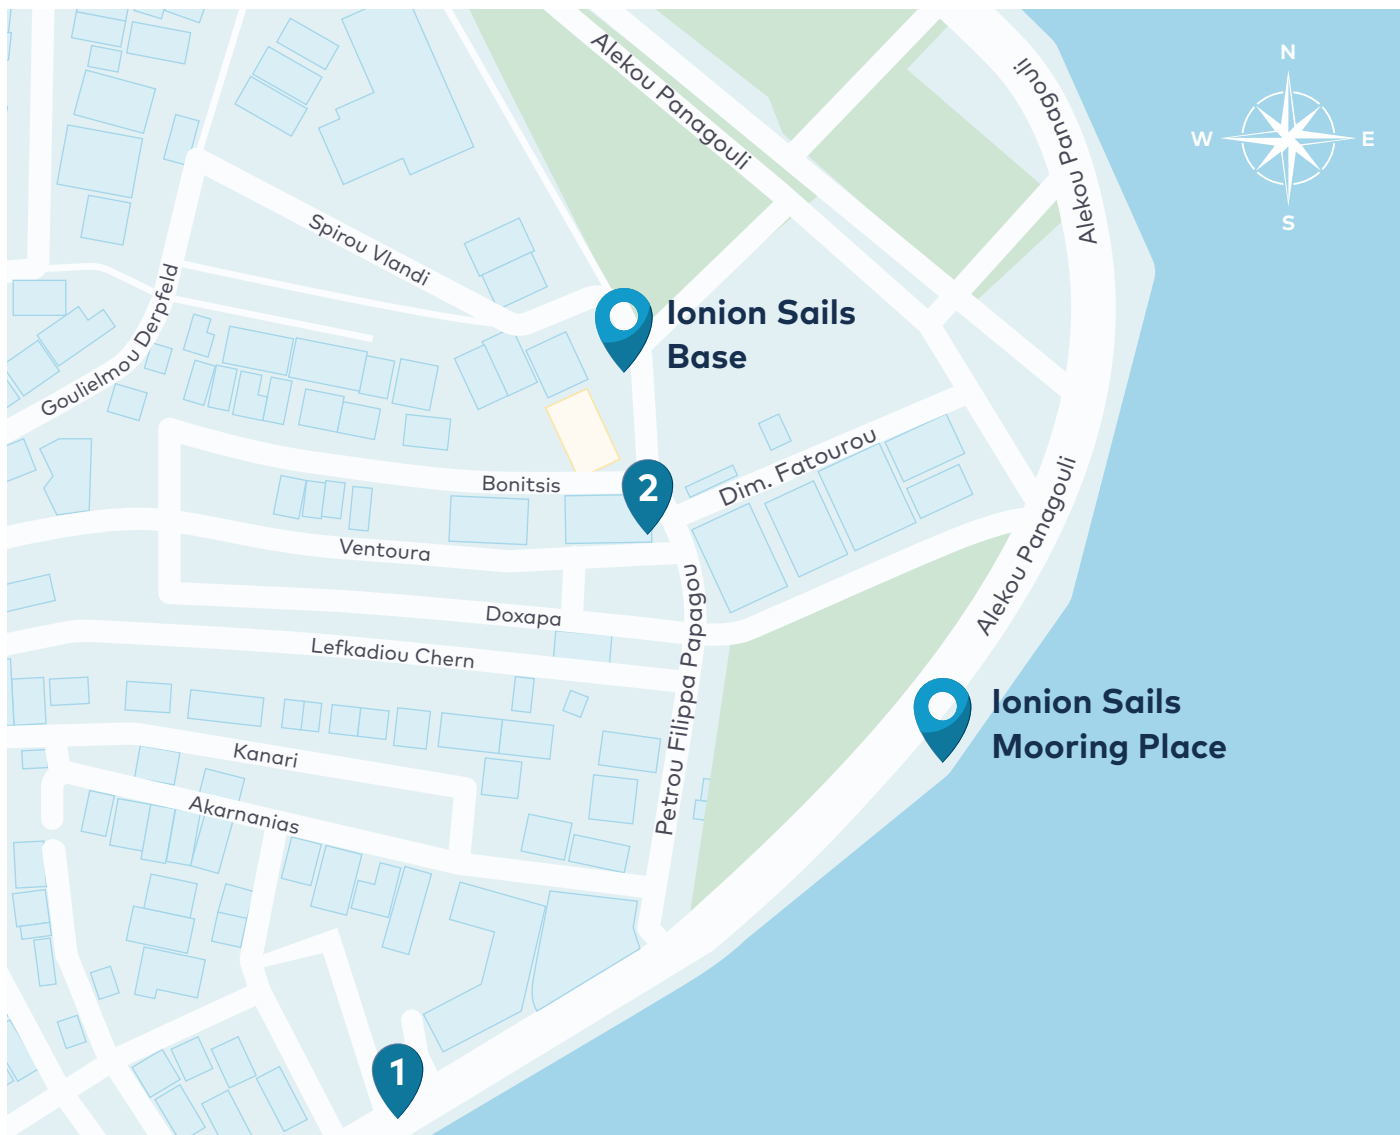 Alekou Panagouli
Alekou Panagouli
N
W
E
S
Spirou Vlandi
Goulielmou Derpfeld
Ionion Sails
Base
Dim. Fatourou
Bonitsis
2
Alekou Panagouli
Ventoura
Doxapa
Lefkadiou Chern
Petrou Filippa Papagou
Ionion Sails
Mooring Place
Kanari
Akarnanias
1